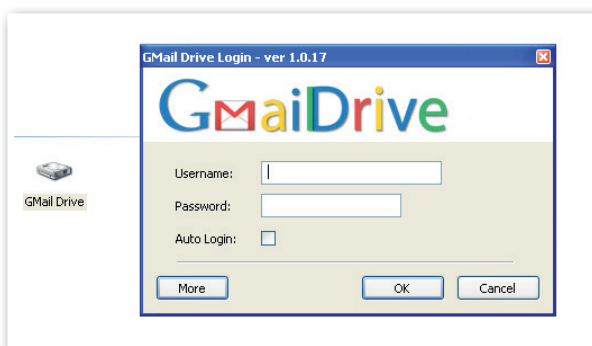 GMail Drive Login - ver 1.0.17
GMailDrive
Username:
GMail Drive
Password:
Auto Login:
More
OK
Cancel